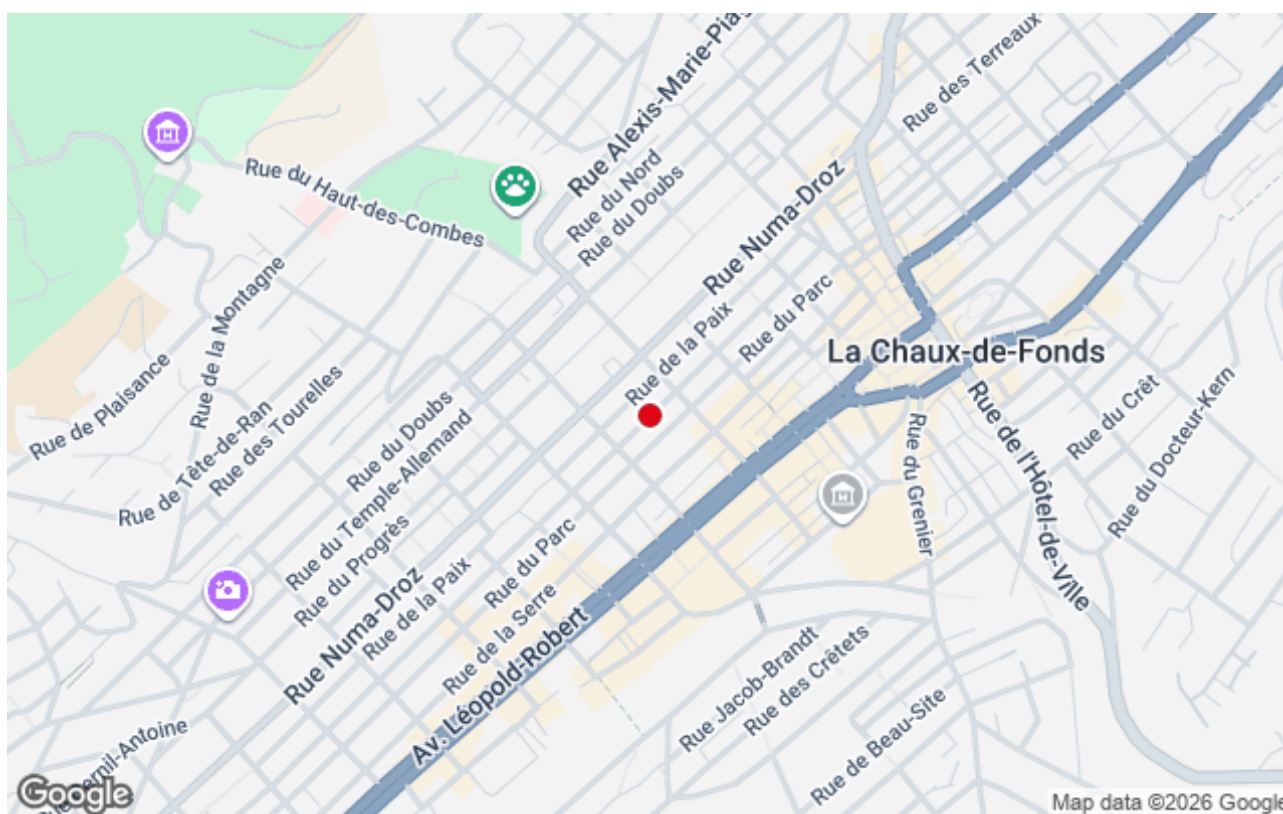 Rue Alexis-Marie-Piag
Rue des Terreaux
Rue du Haut-des-Combes
Rue du Nord
Rue du Doubs
Rue Numa-Droz
Rue de la Montagne
Rue de la Paix
Rue du Parc
La Chaux-de-Fonds
Rue de Plaisance
Rue de Tête-de-Ran
Rue des Tourelles
Rue du Doubs
Rue du Temple-Allemand
Rue du Progrès
Rue Numa-Droz
Rue de la Paix
Rue du Parc
Rue de la Serre
Av. Léopold-Robert
Rue du Grenier
Rue de l'Hôtel-de-Ville
Rue du Crêt
Rue du Docteur-Kern
Rue Jacob-Brandt
Rue des Crêtets
Rue de Beau-Site
ernil-Antoine
Google
Map data ©2026 Google